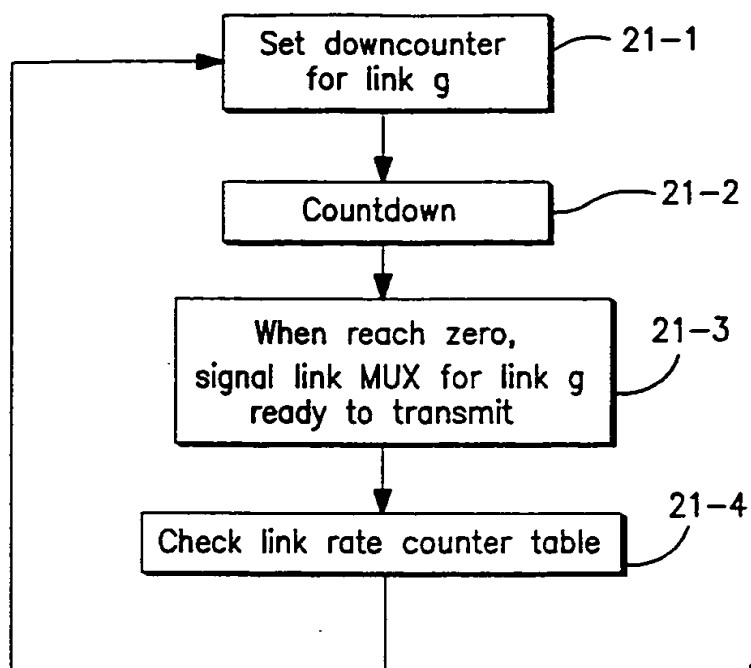 Set downcounter
for link g
21-1
Countdown
21-2
When reach zero,
signal link MUX for link g
ready to transmit
21-3
Check link rate counter table
21-4